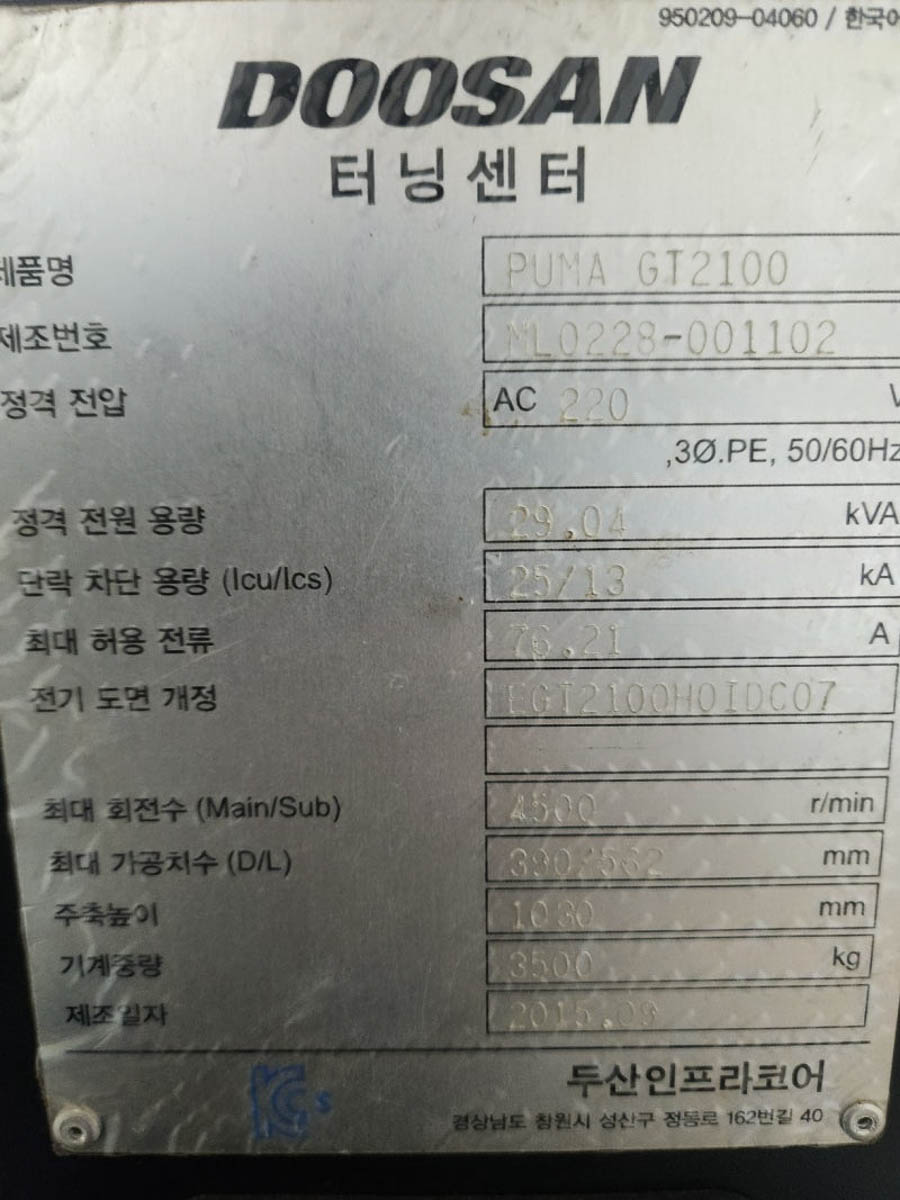 950209-04060 / 한국어
DOOSAN
터닝센터
제품명 PUMA GT2100
제조번호 ML0228-001102
정격 전압 AC 220 V
,3Ø.PE, 50/60Hz
정격 전원 용량 29.04 kVA
단락 차단 용량 (Icu/Ics) 25/13 kA
최대 허용 전류 76.21 A
전기 도면 개정 EGT2100H0IDC07
최대 회전수 (Main/Sub) 4500 r/min
최대 가공치수 (D/L) 390/562 mm
주축높이 1030 mm
기계중량 3500 kg
제조일자 2015.09
두산인프라코어
KCs
경상남도 창원시 성산구 정동로 162번길 40